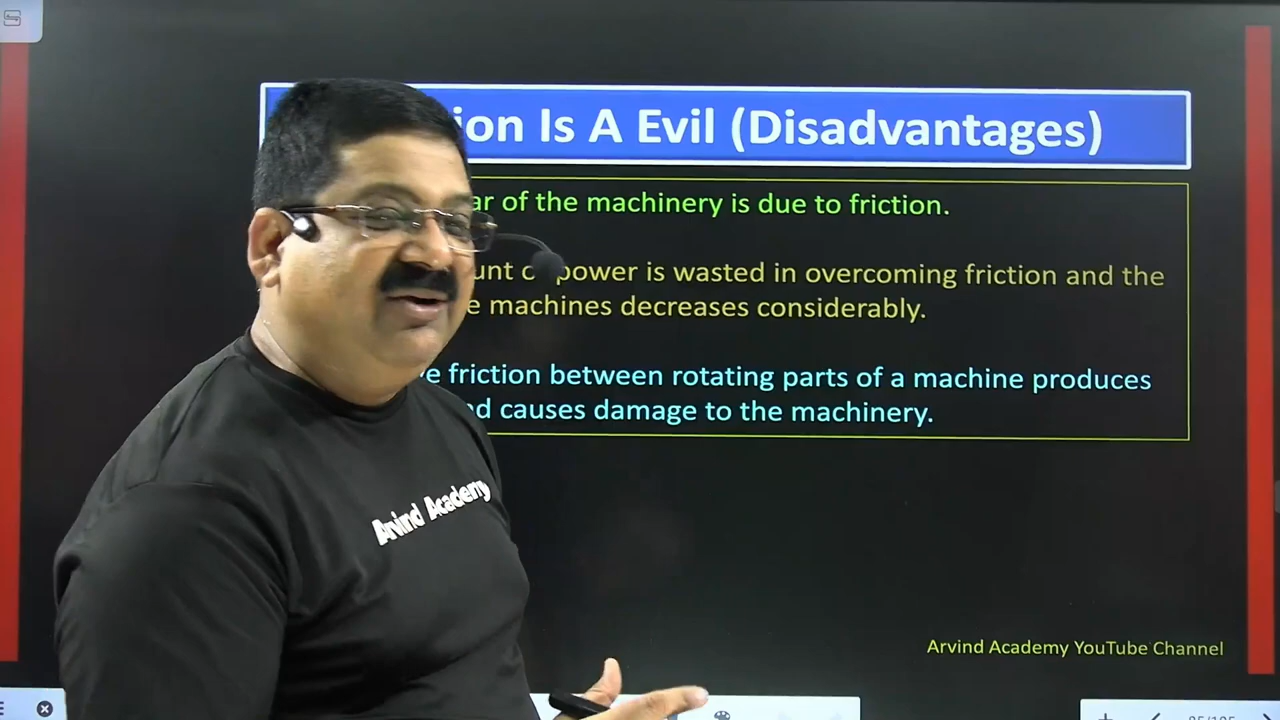 ion Is A Evil (Disadvantages)
ar of the machinery is due to friction.
power is wasted in overcoming friction and the
machines decreases considerably.
friction between rotating parts of a machine produces
causes damage to the machinery.
Arvind Academy
Arvind Academy YouTube Channel